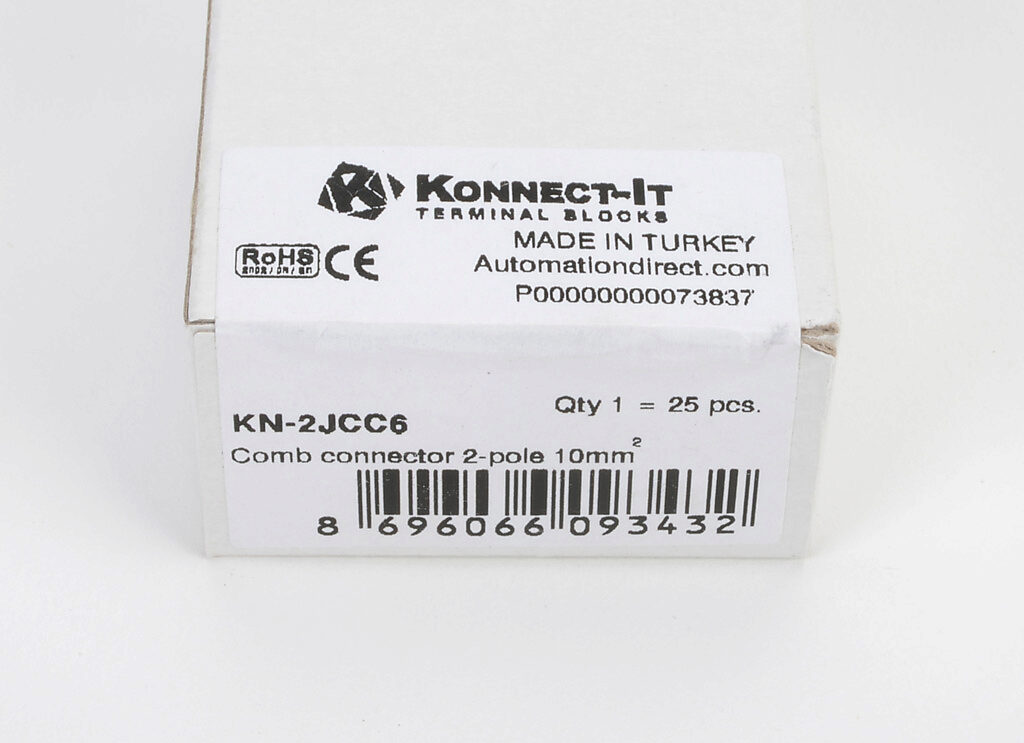 KONNECT-IT
TERMINAL BLOCKS
MADE IN TURKEY
RoHS
CE
Automationdirect.com
P00000000073837
Qty 1 = 25 pcs.
KN-2JCC6
Comb connector 2-pole 10mm²
8 696066 093432